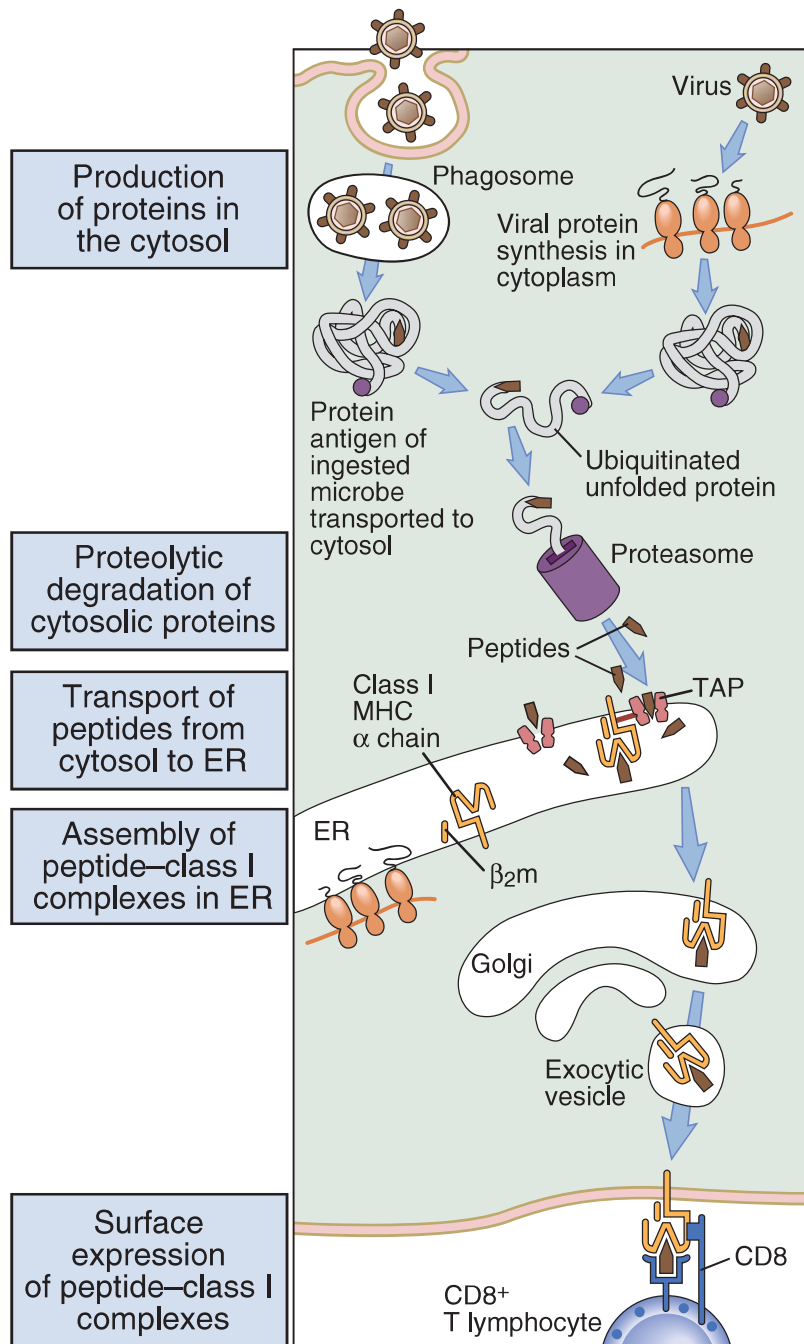 Virus
Production
of proteins in
the cytosol
Phagosome
Viral protein
synthesis in
cytoplasm
Protein
antigen of
ingested
microbe
transported to
cytosol
Ubiquitinated
unfolded protein
Proteolytic
degradation of
cytosolic proteins
Proteasome
Peptides
Transport of
peptides from
cytosol to ER
Class I
MHC
α chain
TAP
Assembly of
peptide–class I
complexes in ER
ER
β₂m
Golgi
Exocytic
vesicle
Surface
expression
of peptide–class I
complexes
CD8
CD8⁺
T lymphocyte